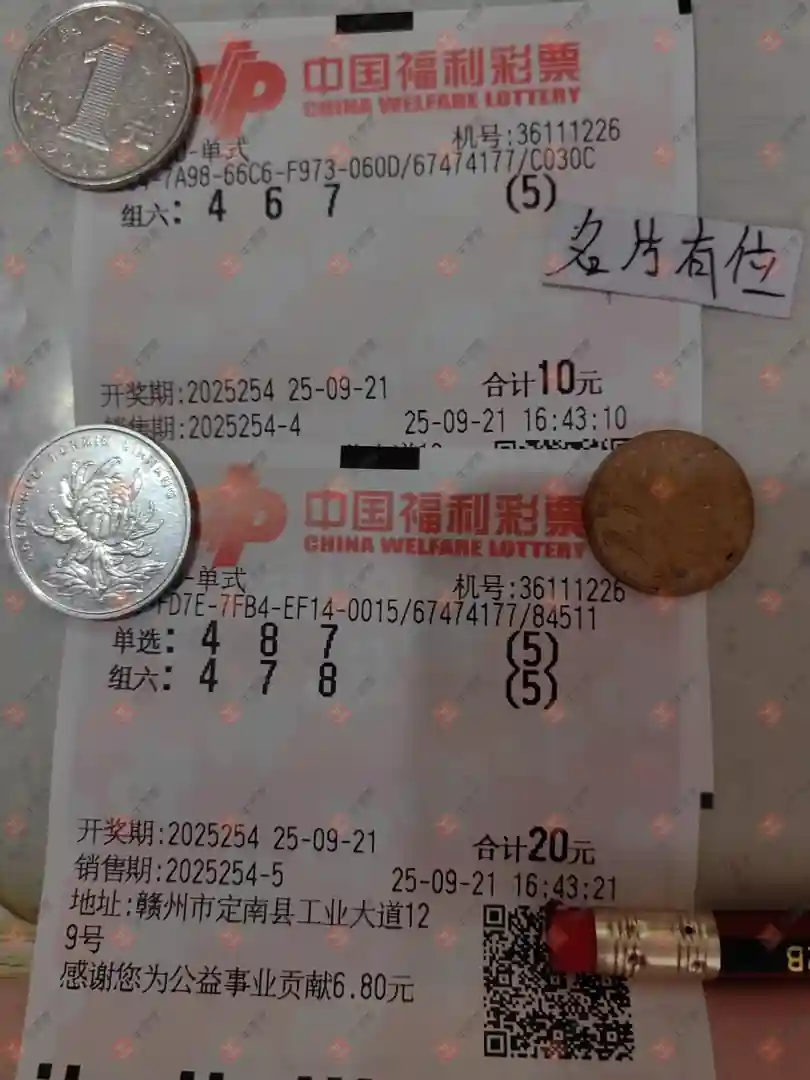 1
元
中国福利彩票
CHINA WELFARE LOTTERY
机号:36111226
-单式
-7A98-66C6-F973-060D/67474177/C030C
组六: 4 6 7 (5)
名片有位
开奖期:2025254 25-09-21 合计10元
销售期:2025254-4 25-09-21 16:43:10
中国福利彩票
CHINA WELFARE LOTTERY
-单式 机号:36111226
FD7E-7FB4-EF14-0015/67474177/84511
单选: 4 8 7 (5)
组六: 4 7 8 (5)
开奖期:2025254 25-09-21 合计20元
销售期:2025254-5 25-09-21 16:43:21
地址:赣州市定南县工业大道12
9号
感谢您为公益事业贡献6.80元
2B